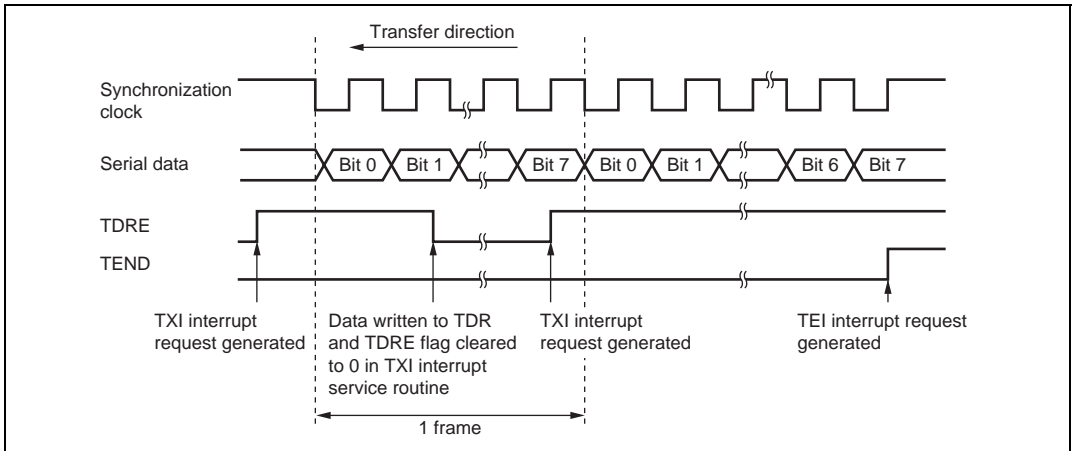 Transfer direction
Synchronization
clock
Serial data
Bit 0 Bit 1 Bit 7 Bit 0 Bit 1 Bit 6 Bit 7
TDRE
TEND
TXI interrupt
request generated
Data written to TDR
and TDRE flag cleared
to 0 in TXI interrupt
service routine
TXI interrupt
request generated
TEI interrupt request
generated
1 frame